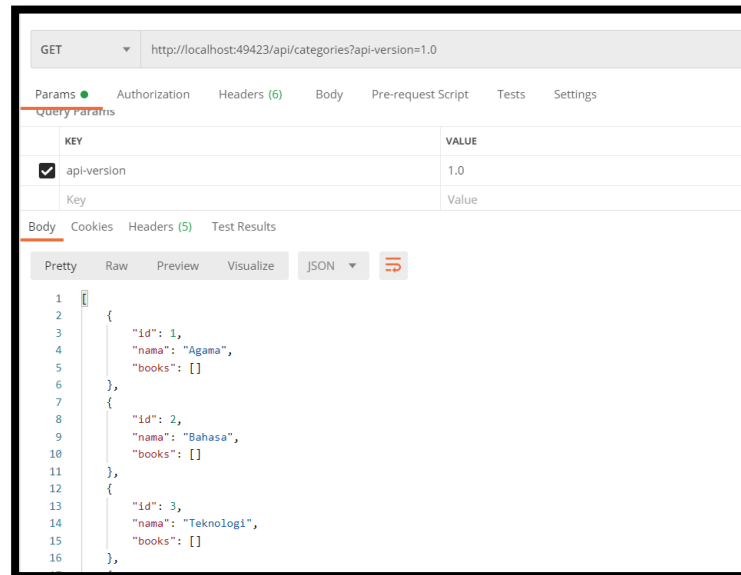 GET http://localhost:49423/api/categories?api-version=1.0
Params Authorization Headers (6) Body Pre-request Script Tests Settings
Query Params
KEY VALUE
api-version 1.0
Key Value
Body Cookies Headers (5) Test Results
Pretty Raw Preview Visualize JSON
1 [
2 {
3 "id": 1,
4 "nama": "Agama",
5 "books": []
6 },
7 {
8 "id": 2,
9 "nama": "Bahasa",
10 "books": []
11 },
12 {
13 "id": 3,
14 "nama": "Teknologi",
15 "books": []
16 },